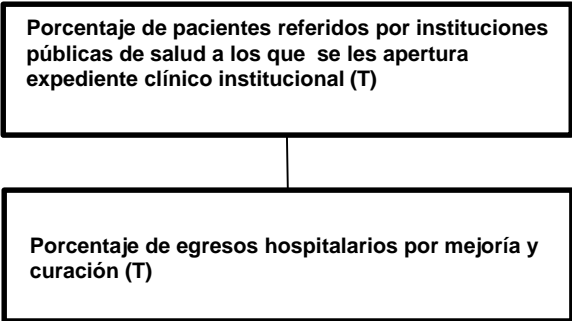 Porcentaje de pacientes referidos por instituciones
públicas de salud a los que se les apertura
expediente clínico institucional (T)
Porcentaje de egresos hospitalarios por mejoría y
curación (T)